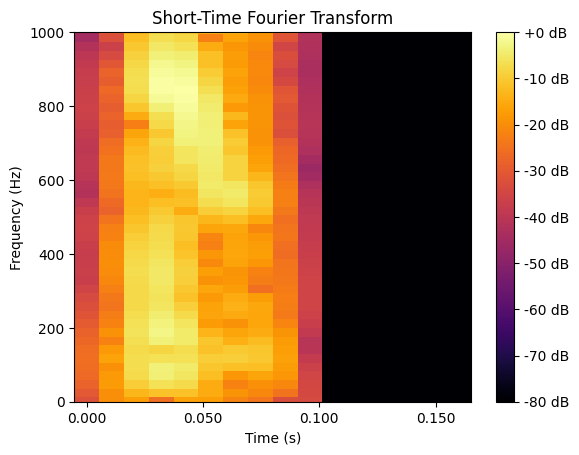 Short-Time Fourier Transform
1000
800
600
400
200
0
Frequency (Hz)
0.000
0.050
0.100
0.150
Time (s)
+0 dB
-10 dB
-20 dB
-30 dB
-40 dB
-50 dB
-60 dB
-70 dB
-80 dB